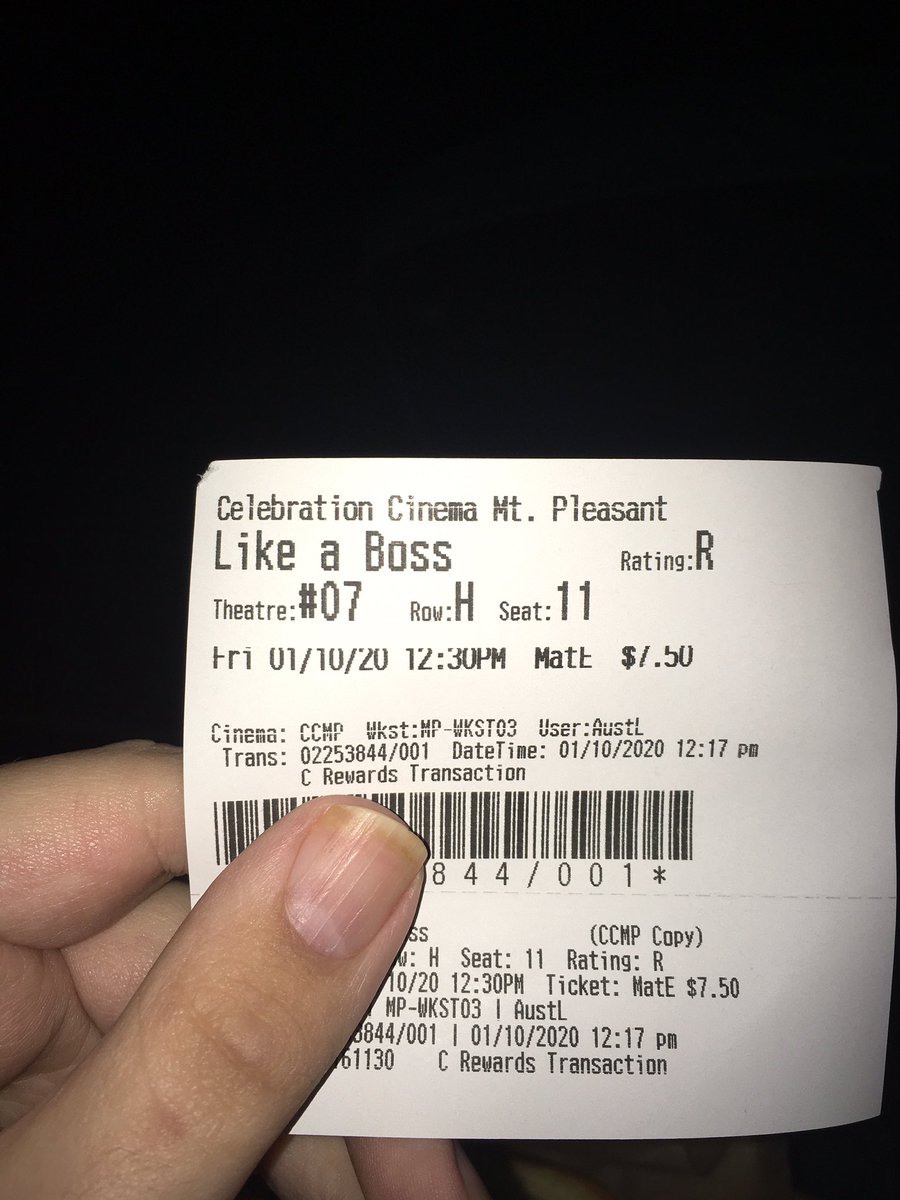 Celebration Cinema Mt. Pleasant
Like a Boss Rating:R
Theatre:#07 Row:H Seat:11
Fri 01/10/20 12:30PM MatE $7.50
Cinema: CCMP Wkst:MP-WKST03 User:AustL
Trans: 02253844/001 DateTime: 01/10/2020 12:17 pm
C Rewards Transaction
844/001*
ss (CCMP Copy)
w: H Seat: 11 Rating: R
10/20 12:30PM Ticket: MatE $7.50
MP-WKST03 | AustL
3844/001 | 01/10/2020 12:17 pm
61130 C Rewards Transaction